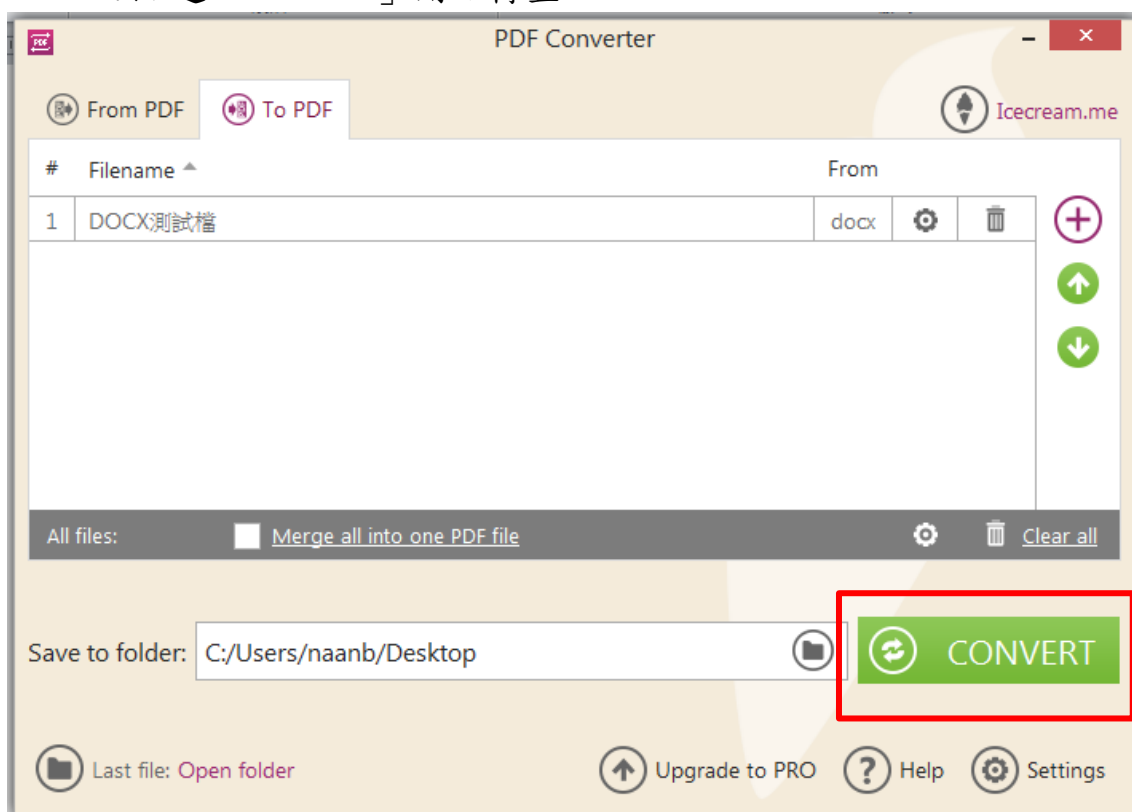 PDF Converter
From PDF To PDF Icecream.me
# Filename From
1 DOCX測試檔 docx
All files: Merge all into one PDF file Clear all
Save to folder: C:/Users/naanb/Desktop CONVERT
Last file: Open folder Upgrade to PRO Help Settings